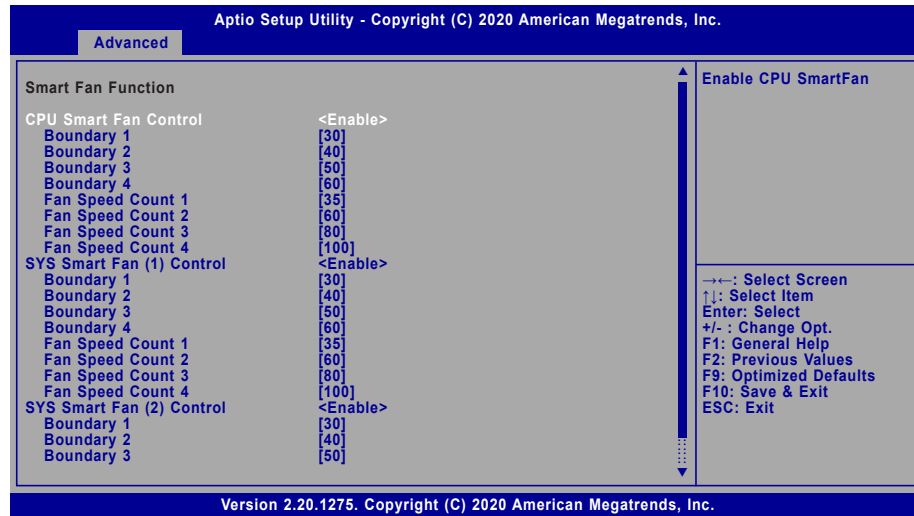 Aptio Setup Utility - Copyright (C) 2020 American Megatrends, Inc.
Advanced
Smart Fan Function
CPU Smart Fan Control <Enable>
Boundary 1 [30]
Boundary 2 [40]
Boundary 3 [50]
Boundary 4 [60]
Fan Speed Count 1 [35]
Fan Speed Count 2 [60]
Fan Speed Count 3 [80]
Fan Speed Count 4 [100]
SYS Smart Fan (1) Control <Enable>
Boundary 1 [30]
Boundary 2 [40]
Boundary 3 [50]
Boundary 4 [60]
Fan Speed Count 1 [35]
Fan Speed Count 2 [60]
Fan Speed Count 3 [80]
Fan Speed Count 4 [100]
SYS Smart Fan (2) Control <Enable>
Boundary 1 [30]
Boundary 2 [40]
Boundary 3 [50]
Enable CPU SmartFan
→←: Select Screen
↑↓: Select Item
Enter: Select
+/- : Change Opt.
F1: General Help
F2: Previous Values
F9: Optimized Defaults
F10: Save & Exit
ESC: Exit
Version 2.20.1275. Copyright (C) 2020 American Megatrends, Inc.